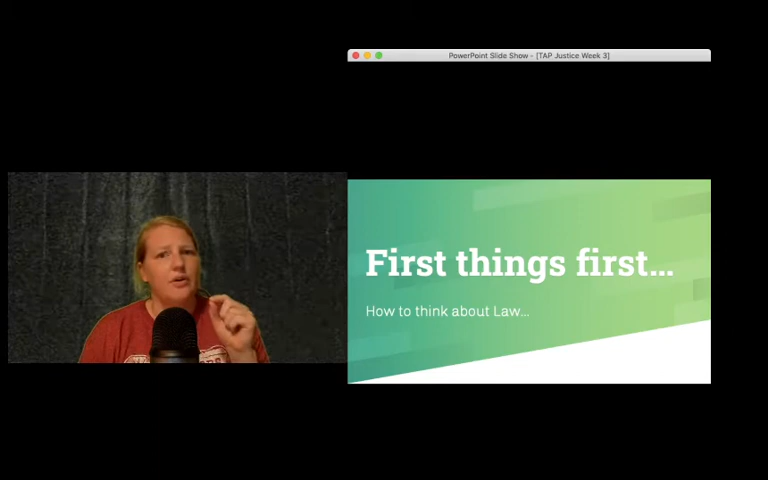 PowerPoint Slide Show - [TAP Justice Week 3]
First things first...
How to think about Law...